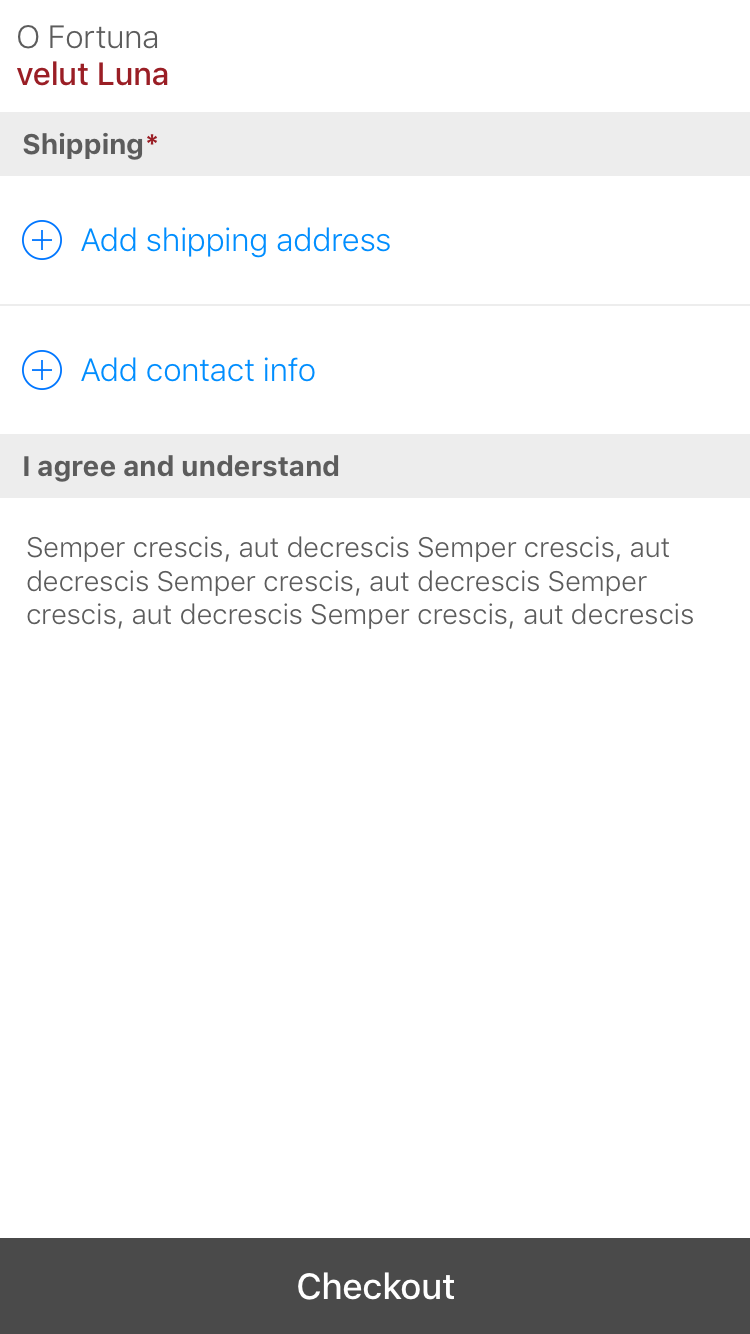 O Fortuna
velut Luna
Shipping*
Add shipping address
Add contact info
I agree and understand
Semper crescis, aut decrescis Semper crescis, aut
decrescis Semper crescis, aut decrescis Semper
crescis, aut decrescis Semper crescis, aut decrescis
Checkout